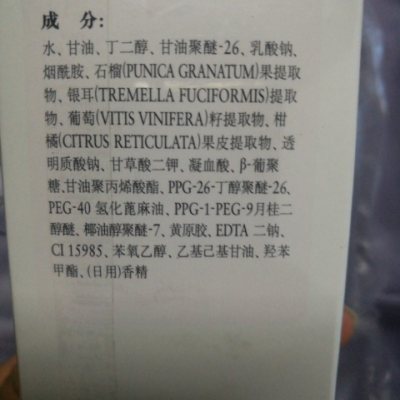 成 分:
水、甘油、丁二醇、甘油聚醚-26、乳酸钠、
烟酰胺、石榴(PUNICA GRANATUM)果提取
物、银耳(TREMELLA FUCIFORMIS)提取
物、葡萄(VITIS VINIFERA)籽提取物、柑
橘(CITRUS RETICULATA)果皮提取物、透
明质酸钠、甘草酸二钾、凝血酸、β-葡聚
糖、甘油聚丙烯酸酯、PPG-26-丁醇聚醚-26、
PEG-40 氢化蓖麻油、PPG-1-PEG-9月桂二
醇醚、椰油醇聚醚-7、黄原胶、EDTA 二钠、
CI 15985、苯氧乙醇、乙基己基甘油、羟苯
甲酯、(日用)香精